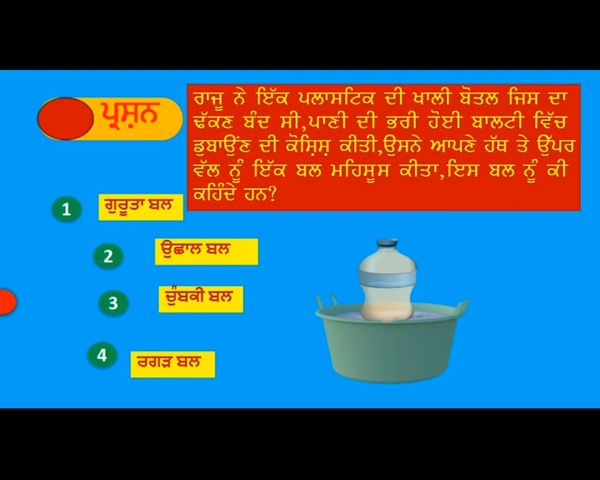 ਪ੍ਰਸ਼ਨ
ਰਾਜੂ ਨੇ ਇੱਕ ਪਲਾਸਟਿਕ ਦੀ ਖਾਲੀ ਬੋਤਲ ਜਿਸ ਦਾ
ਢੱਕਣ ਬੰਦ ਸੀ,ਪਾਣੀ ਦੀ ਭਰੀ ਹੋਈ ਬਾਲਟੀ ਵਿੱਚ
ਡੁਬਾਉਣ ਦੀ ਕੋਸ਼ਿਸ਼ ਕੀਤੀ,ਉਸਨੇ ਆਪਣੇ ਹੱਥ ਤੇ ਉੱਪਰ
ਵੱਲ ਨੂੰ ਇੱਕ ਬਲ ਮਹਿਸੂਸ ਕੀਤਾ,ਇਸ ਬਲ ਨੂੰ ਕੀ
ਕਹਿੰਦੇ ਹਨ?
1 ਗੁਰੂਤਾ ਬਲ
2 ਉਛਾਲ ਬਲ
3 ਚੁੰਬਕੀ ਬਲ
4 ਰਗੜ ਬਲ